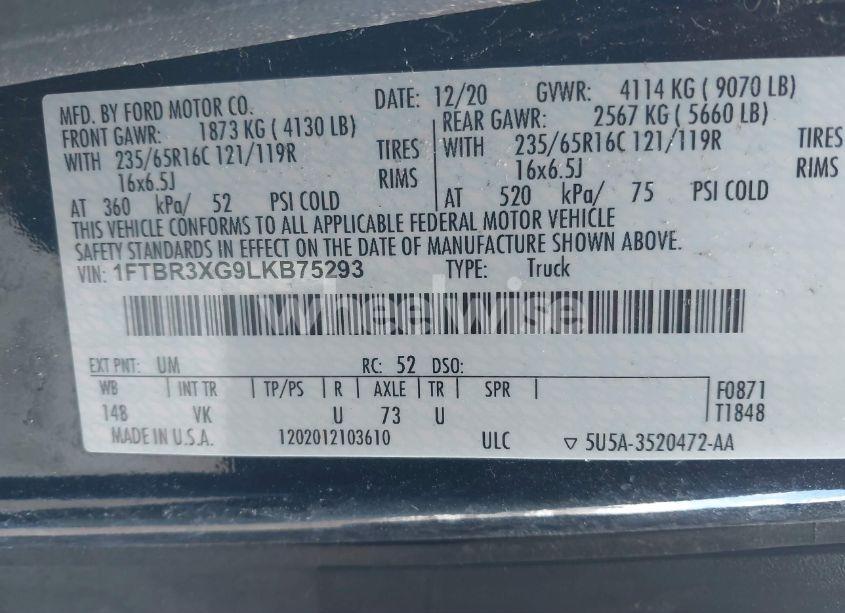 MFD. BY FORD MOTOR CO. DATE: 12/20 GVWR: 4114 KG ( 9070 LB)
FRONT GAWR: 1873 KG ( 4130 LB) REAR GAWR: 2567 KG ( 5660 LB)
WITH 235/65R16C 121/119R TIRES WITH 235/65R16C 121/119R TIRES
16x6.5J RIMS 16x6.5J RIMS
AT 360 kPa/ 52 PSI COLD AT 520 kPa/ 75 PSI COLD
THIS VEHICLE CONFORMS TO ALL APPLICABLE FEDERAL MOTOR VEHICLE
SAFETY STANDARDS IN EFFECT ON THE DATE OF MANUFACTURE SHOWN ABOVE.
VIN: 1FTBR3XG9LKB75293 TYPE: Truck
wheelwise
EXT PNT: UM RC: 52 DSO:
WB INT TR TP/PS R AXLE TR SPR F0871
148 VK U 73 U T1848
MADE IN U.S.A. 1202012103610 ULC ▽ 5U5A-3520472-AA